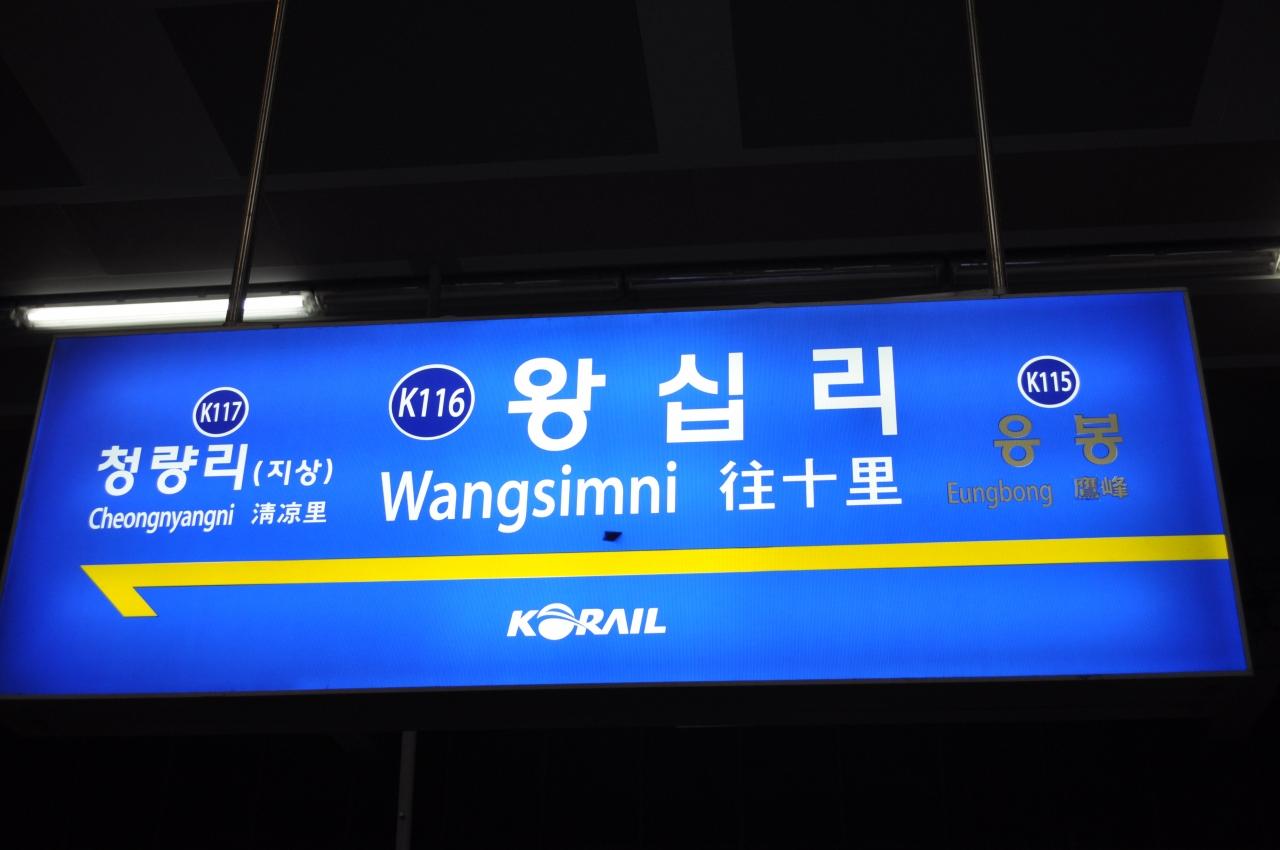 K117
청량리(지상)
Cheongnyangni 淸凉里
K116 왕십리
Wangsimni 往十里
K115
응봉
Eungbong 鷹峰
KORAIL